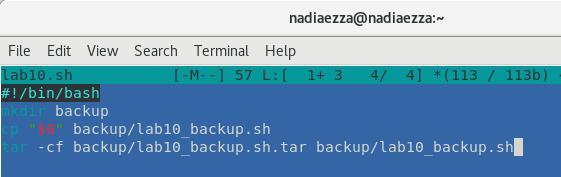 nadiaezza@nadiaezza:~
File Edit View Search Terminal Help
lab10.sh [-M--] 57 L:[ 1+ 3 4/ 4] *(113 / 113b)
#!/bin/bash
mkdir backup
cp "$0" backup/lab10_backup.sh
tar -cf backup/lab10_backup.sh.tar backup/lab10_backup.sh